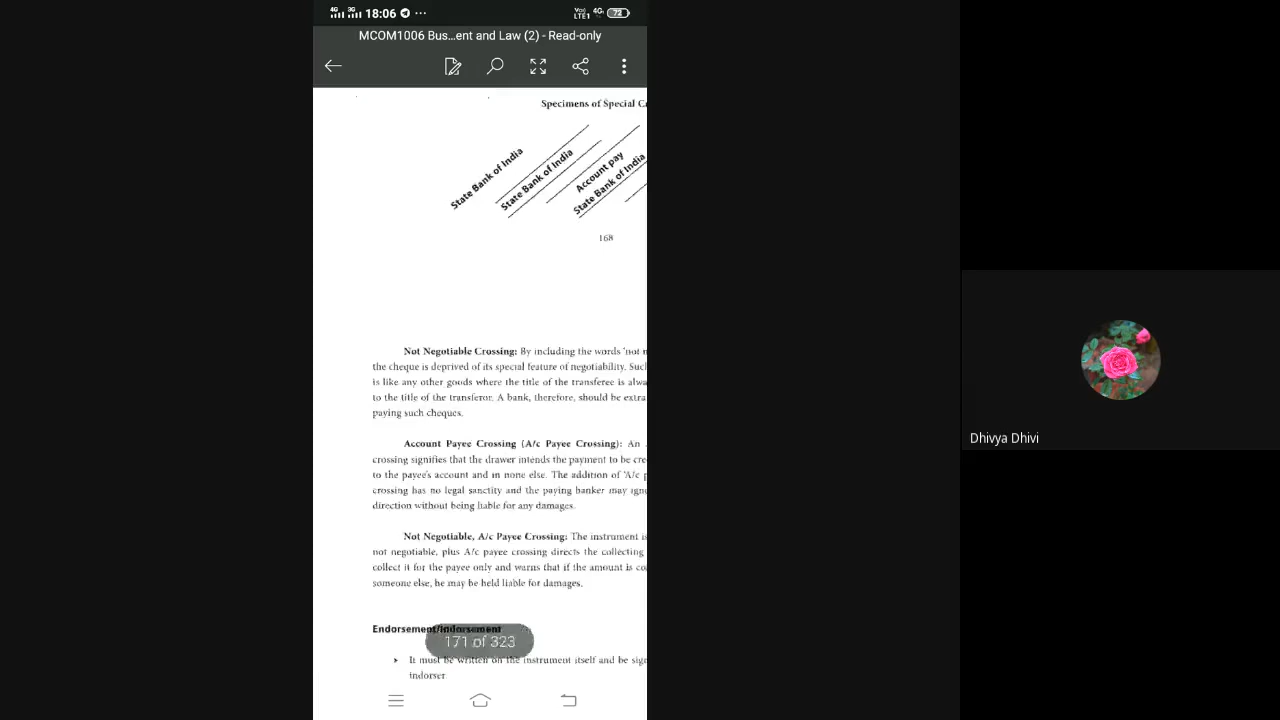 4G 3G 18:06 ...
Vo) LTE1 4G 72
MCOM1006 Bus...ent and Law (2) - Read-only
Specimens of Special
State Bank of India
State Bank of India
Account pay
State Bank of India
168
Not Negotiable Crossing: By including the words 'not
the cheque is deprived of its special feature of negotiability.
is like any other goods where the title of the transferee is
to the title of the transferor. A bank, therefore, should be extra
paying such cheques.
Account Payee Crossing (A/c Payee Crossing): An
crossing signifies that the drawer intends the payment to be
to the payee's account and in none else. The addition of 'A/c
crossing has no legal sanctity and the paying banker may
direction without being liable for any damages.
Not Negotiable, A/c Payee Crossing: The instrument
not negotiable, plus A/c payee crossing directs the collecting
collect it for the payee only and warns that if the amount is
someone else, he may be held liable for damages.
Endorsement/indorsement
171 of 323
It must be written on the instrument itself and be
indorser
Dhivya Dhivi